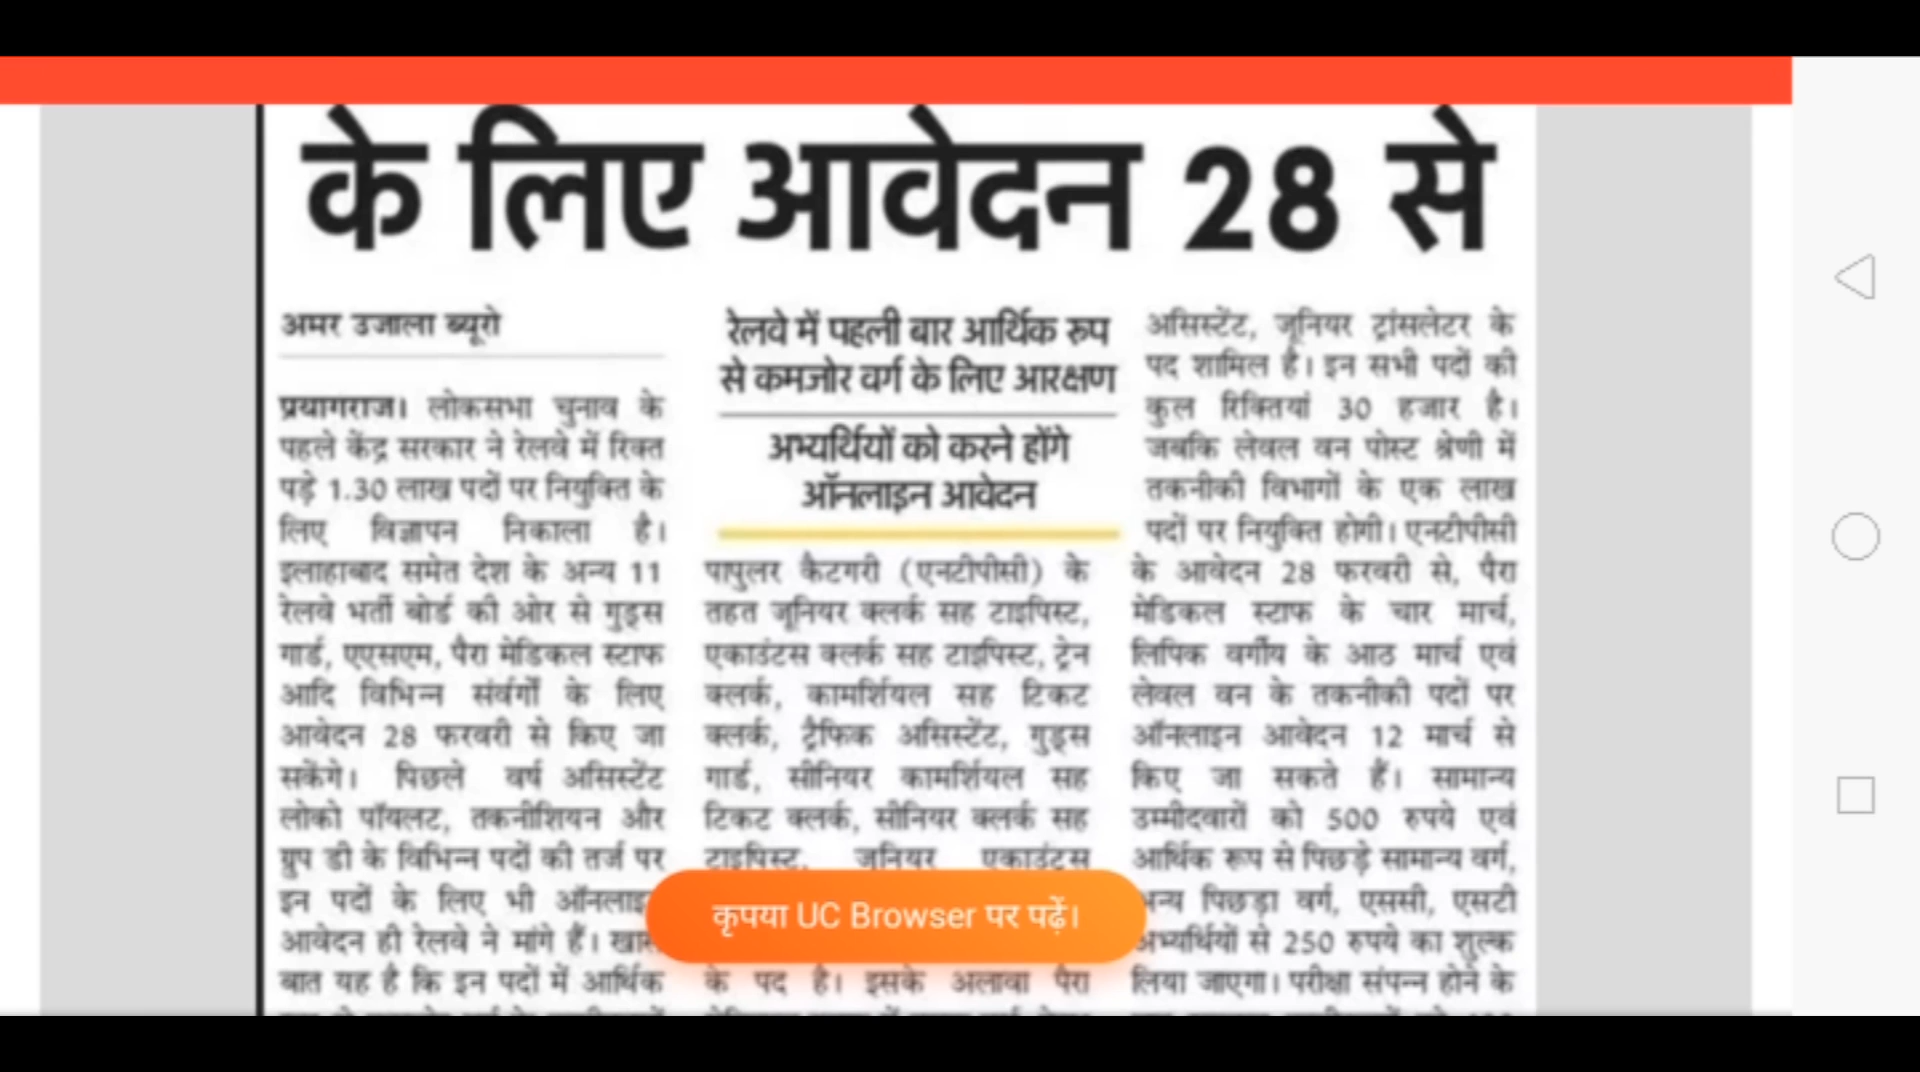 के लिए आवेदन 28 से
अमर उजाला ब्यूरो
प्रयागराज। लोकसभा चुनाव के
पहले केंद्र सरकार ने रेलवे में रिक्त
पड़े 1.30 लाख पदों पर नियुक्ति के
लिए विज्ञापन निकाला है।
इलाहाबाद समेत देश के अन्य 11
रेलवे भर्ती बोर्ड की ओर से गुड्स
गार्ड, एएसएम, पैरा मेडिकल स्टाफ
आदि विभिन्न संवर्गों के लिए
आवेदन 28 फरवरी से किए जा
सकेंगे। पिछले वर्ष असिस्टेंट
लोको पॉयलट, तकनीशियन और
ग्रुप डी के विभिन्न पदों की तर्ज पर
इन पदों के लिए भी
आवेदन ही रेलवे ने मांगे हैं।
बात यह है कि इन पदों में आर्थिक
रेलवे में पहली बार आर्थिक रुप
से कमजोर वर्ग के लिए आरक्षण
अभ्यर्थियों को करने होंगे
ऑनलाइन आवेदन
पापुलर कैटगरी (एनटीपीसी) के
तहत जूनियर क्लर्क सह टाइपिस्ट,
एकाउंटस क्लर्क सह टाइपिस्ट, ट्रेन
क्लर्क, कामर्शियल सह टिकट
क्लर्क, ट्रैफिक असिस्टेंट, गुड्स
गार्ड, सीनियर कामर्शियल सह
टिकट क्लर्क, सीनियर क्लर्क सह
टाइपिस्ट, जूनियर एकाउंटस
के पद है। इसके अलावा पैरा
असिस्टेंट, जूनियर ट्रांसलेटर के
पद शामिल है। इन सभी पदों की
कुल रिक्तियां 30 हजार है।
जबकि लेवल वन पोस्ट श्रेणी में
तकनीकी विभागों के एक लाख
पदों पर नियुक्ति होगी। एनटीपीसी
के आवेदन 28 फरवरी से, पैरा
मेडिकल स्टाफ के चार मार्च,
लिपिक वर्गीय के आठ मार्च एवं
लेवल वन के तकनीकी पदों पर
ऑनलाइन आवेदन 12 मार्च से
किए जा सकते हैं। सामान्य
उम्मीदवारों को 500 रुपये एवं
आर्थिक रूप से पिछड़े सामान्य वर्ग,
अन्य पिछड़ा वर्ग, एससी, एसटी
अभ्यर्थियों से 250 रुपये का शुल्क
लिया जाएगा। परीक्षा संपन्न होने के
कृपया UC Browser पर पढ़ें।